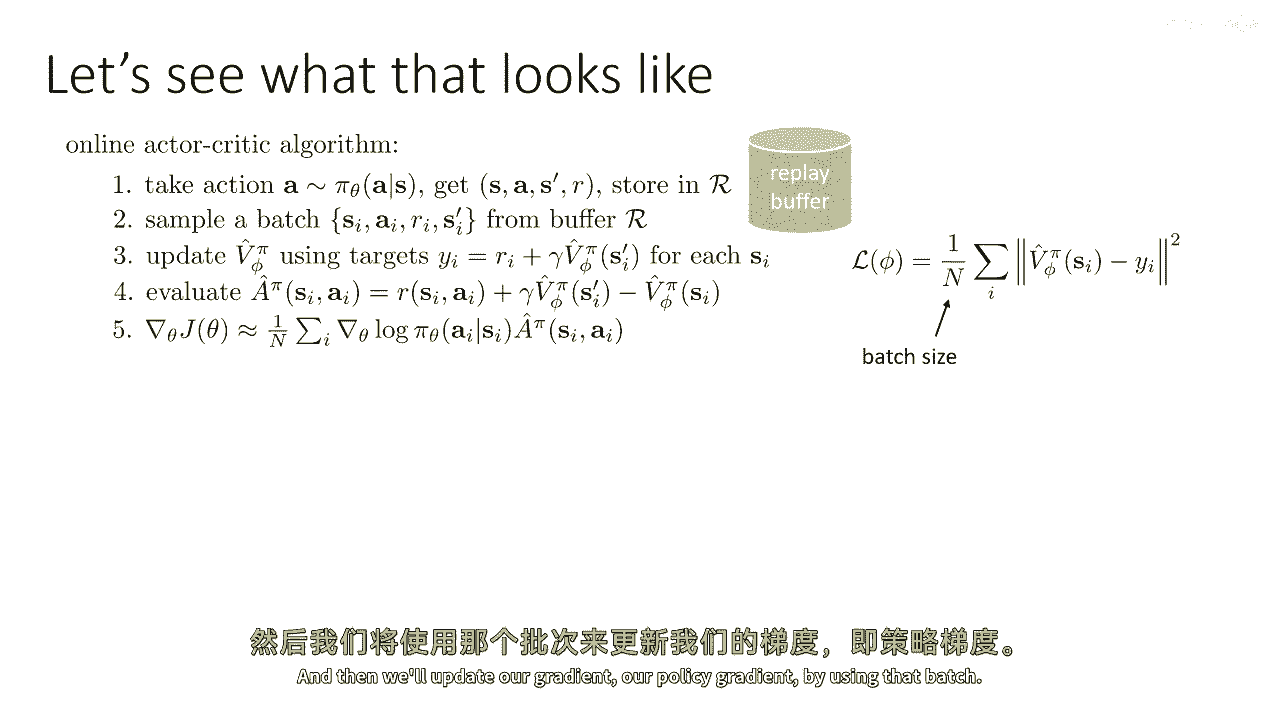 Let's see what that looks like
online actor-critic algorithm:
1. take action $\mathbf{a} \sim \pi_\theta(\mathbf{a}|\mathbf{s})$, get $(\mathbf{s}, \mathbf{a}, \mathbf{s}', r)$, store in $\mathcal{R}$
2. sample a batch $\{\mathbf{s}_i, \mathbf{a}_i, r_i, \mathbf{s}'_i\}$ from buffer $\mathcal{R}$
3. update $\hat{V}^\pi_\phi$ using targets $y_i = r_i + \gamma \hat{V}^\pi_\phi(\mathbf{s}'_i)$ for each $\mathbf{s}_i$
4. evaluate $\hat{A}^\pi(\mathbf{s}_i, \mathbf{a}_i) = r(\mathbf{s}_i, \mathbf{a}_i) + \gamma \hat{V}^\pi_\phi(\mathbf{s}'_i) - \hat{V}^\pi_\phi(\mathbf{s}_i)$
5. $\nabla_\theta J(\theta) \approx \frac{1}{N} \sum_i \nabla_\theta \log \pi_\theta(\mathbf{a}_i|\mathbf{s}_i) \hat{A}^\pi(\mathbf{s}_i, \mathbf{a}_i)$
replay
buffer
$\mathcal{L}(\phi) = \frac{1}{N} \sum_i \left\| \hat{V}^\pi_\phi(\mathbf{s}_i) - y_i \right\|^2$
batch size
然后我们将使用那个批次来更新我们的梯度，即策略梯度。
And then we'll update our gradient, our policy gradient, by using that batch.